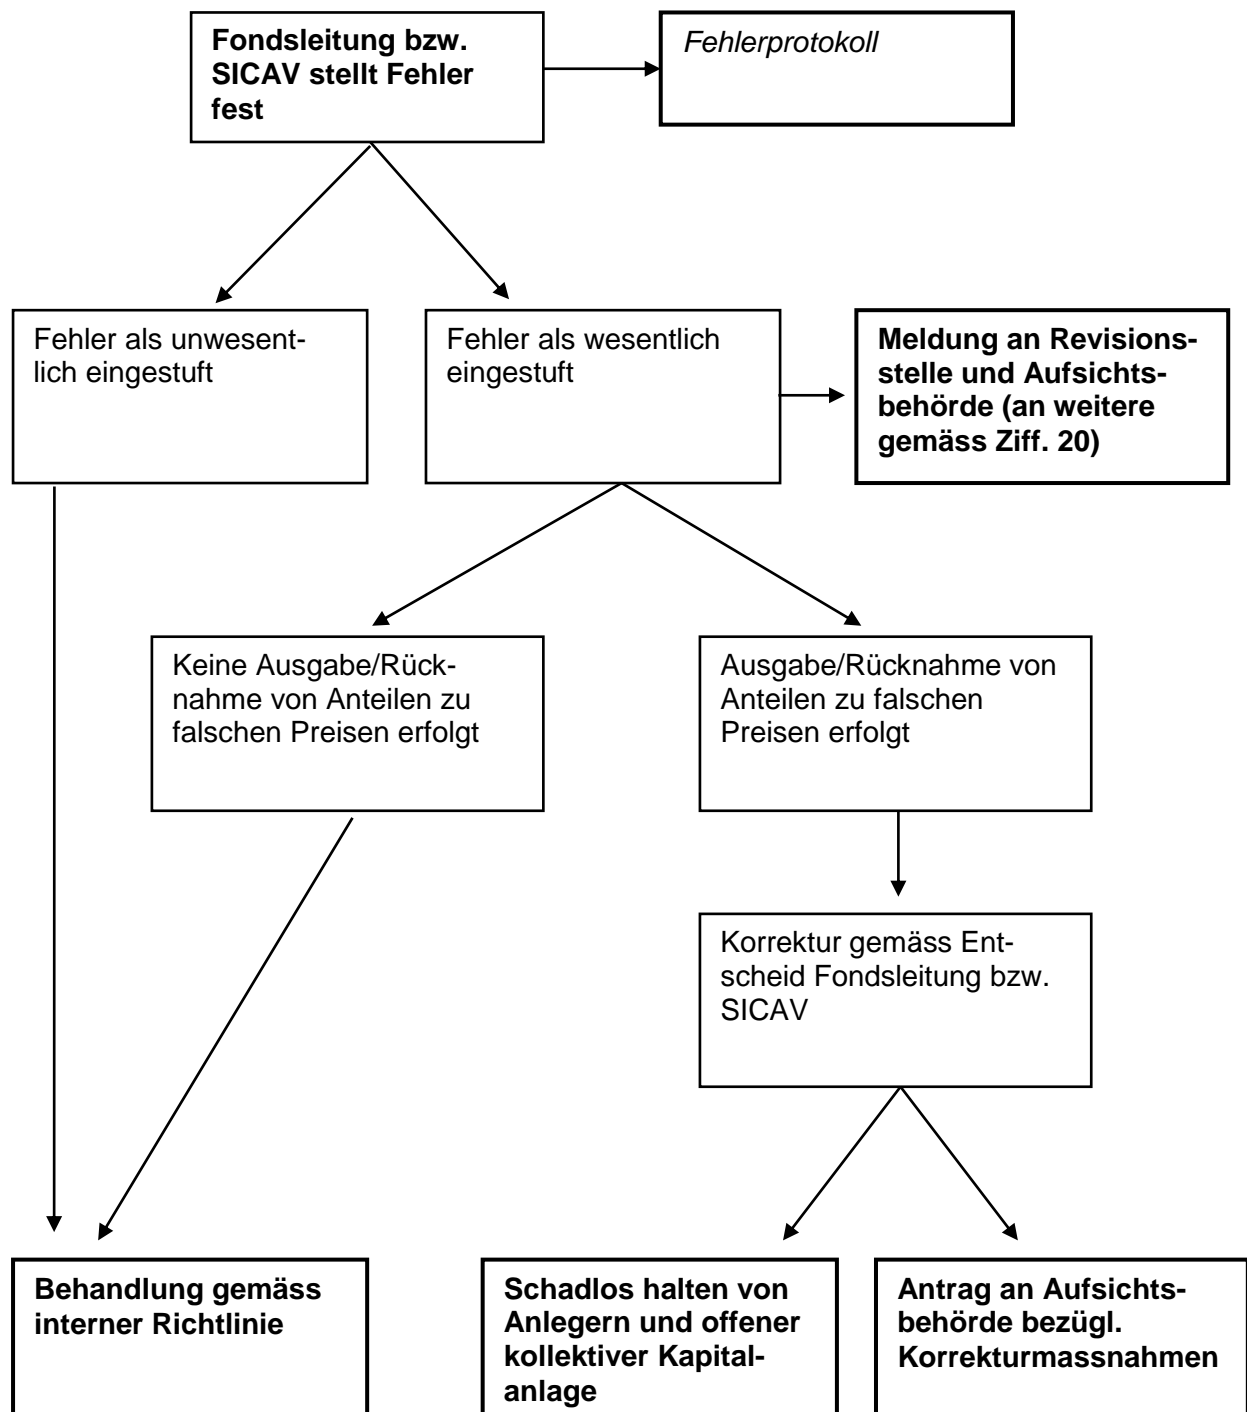 Fondsleitung bzw.
SICAV stellt Fehler
fest
Fehlerprotokoll
Fehler als unwesent-
lich eingestuft
Fehler als wesentlich
eingestuft
Meldung an Revisions-
stelle und Aufsichts-
behörde (an weitere
gemäss Ziff. 20)
Keine Ausgabe/Rück-
nahme von Anteilen zu
falschen Preisen erfolgt
Ausgabe/Rücknahme von
Anteilen zu falschen
Preisen erfolgt
Korrektur gemäss Ent-
scheid Fondsleitung bzw.
SICAV
Behandlung gemäss
interner Richtlinie
Schadlos halten von
Anlegern und offener
kollektiver Kapital-
anlage
Antrag an Aufsichts-
behörde bezügl.
Korrekturmassnahmen